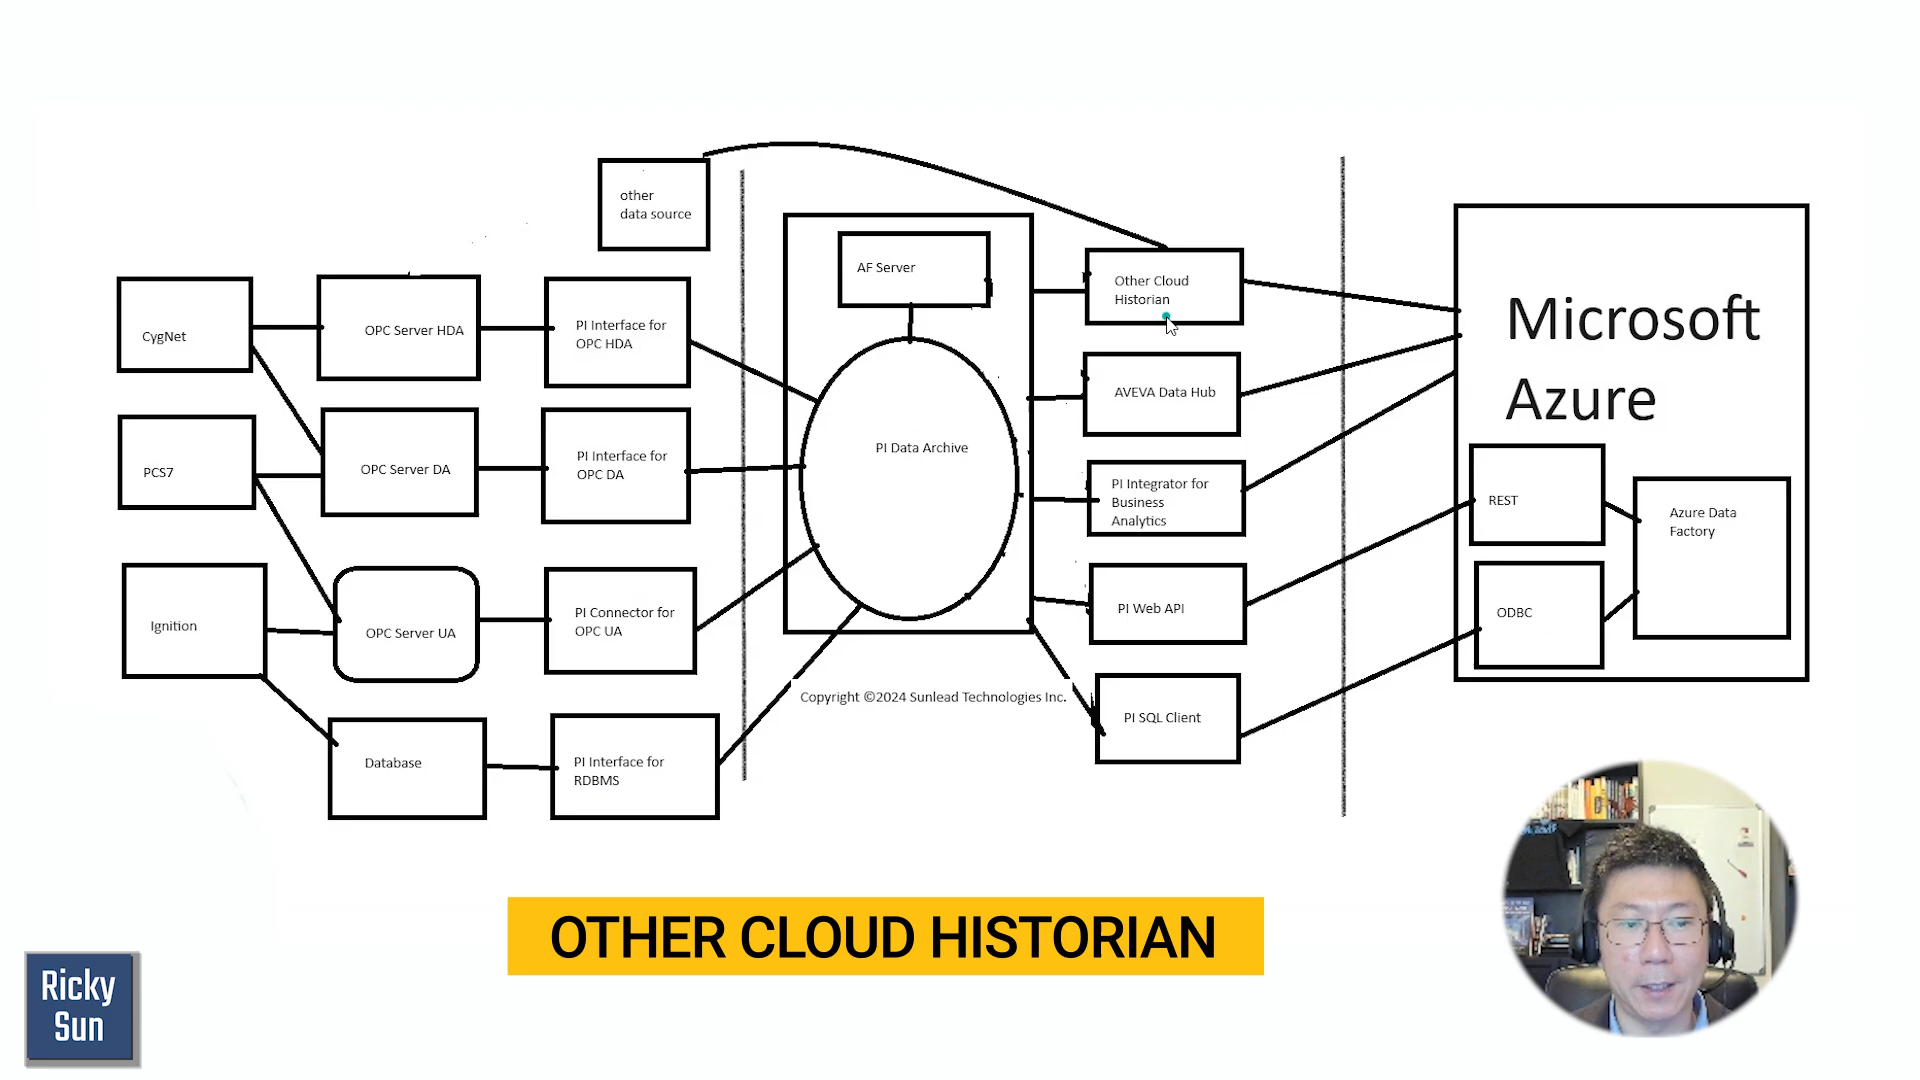 other
data source
AF Server
Other Cloud
Historian
CygNet
OPC Server HDA
PI Interface for
OPC HDA
Microsoft
Azure
AVEVA Data Hub
PCS7
OPC Server DA
PI Interface for
OPC DA
PI Data Archive
PI Integrator for
Business
Analytics
REST
Azure Data
Factory
Ignition
OPC Server UA
PI Connector for
OPC UA
PI Web API
ODBC
Copyright ©2024 Sunlead Technologies Inc.
PI SQL Client
Database
PI Interface for
RDBMS
OTHER CLOUD HISTORIAN
Ricky
Sun